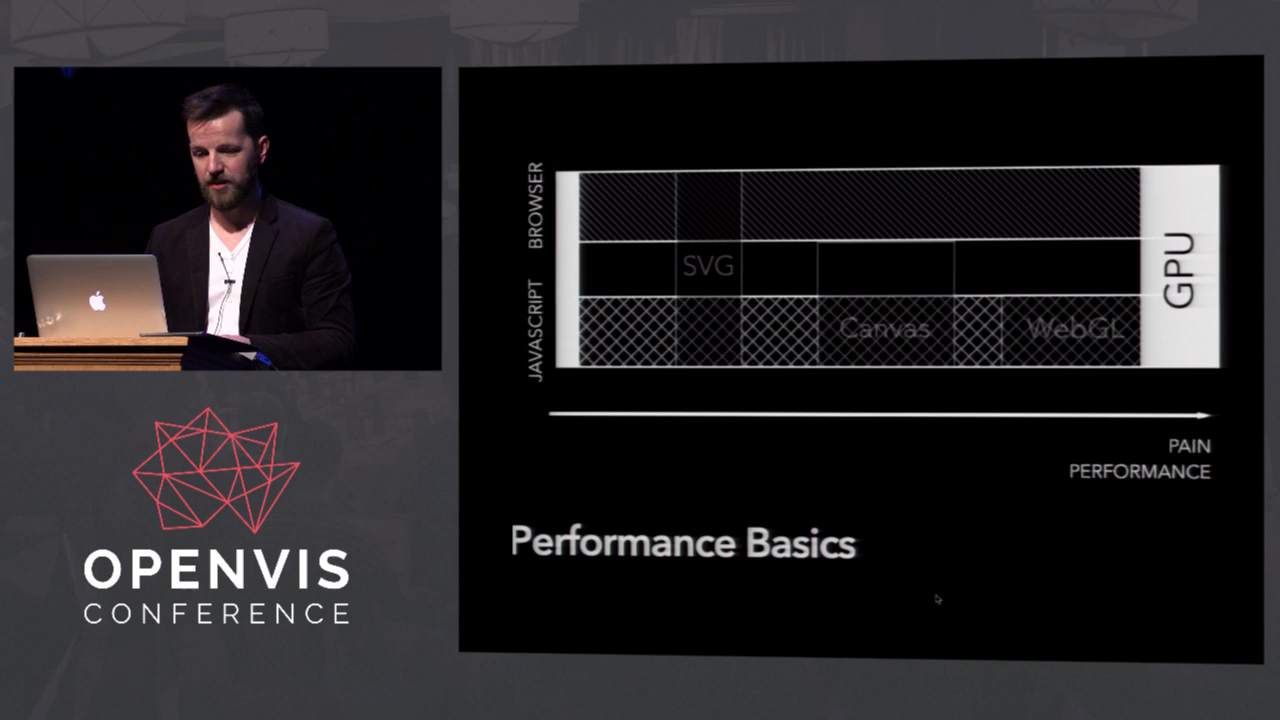 BROWSER
JAVASCRIPT
SVG
Canvas
WebGL
GPU
PAIN
PERFORMANCE
Performance Basics
OPENVIS
CONFERENCE